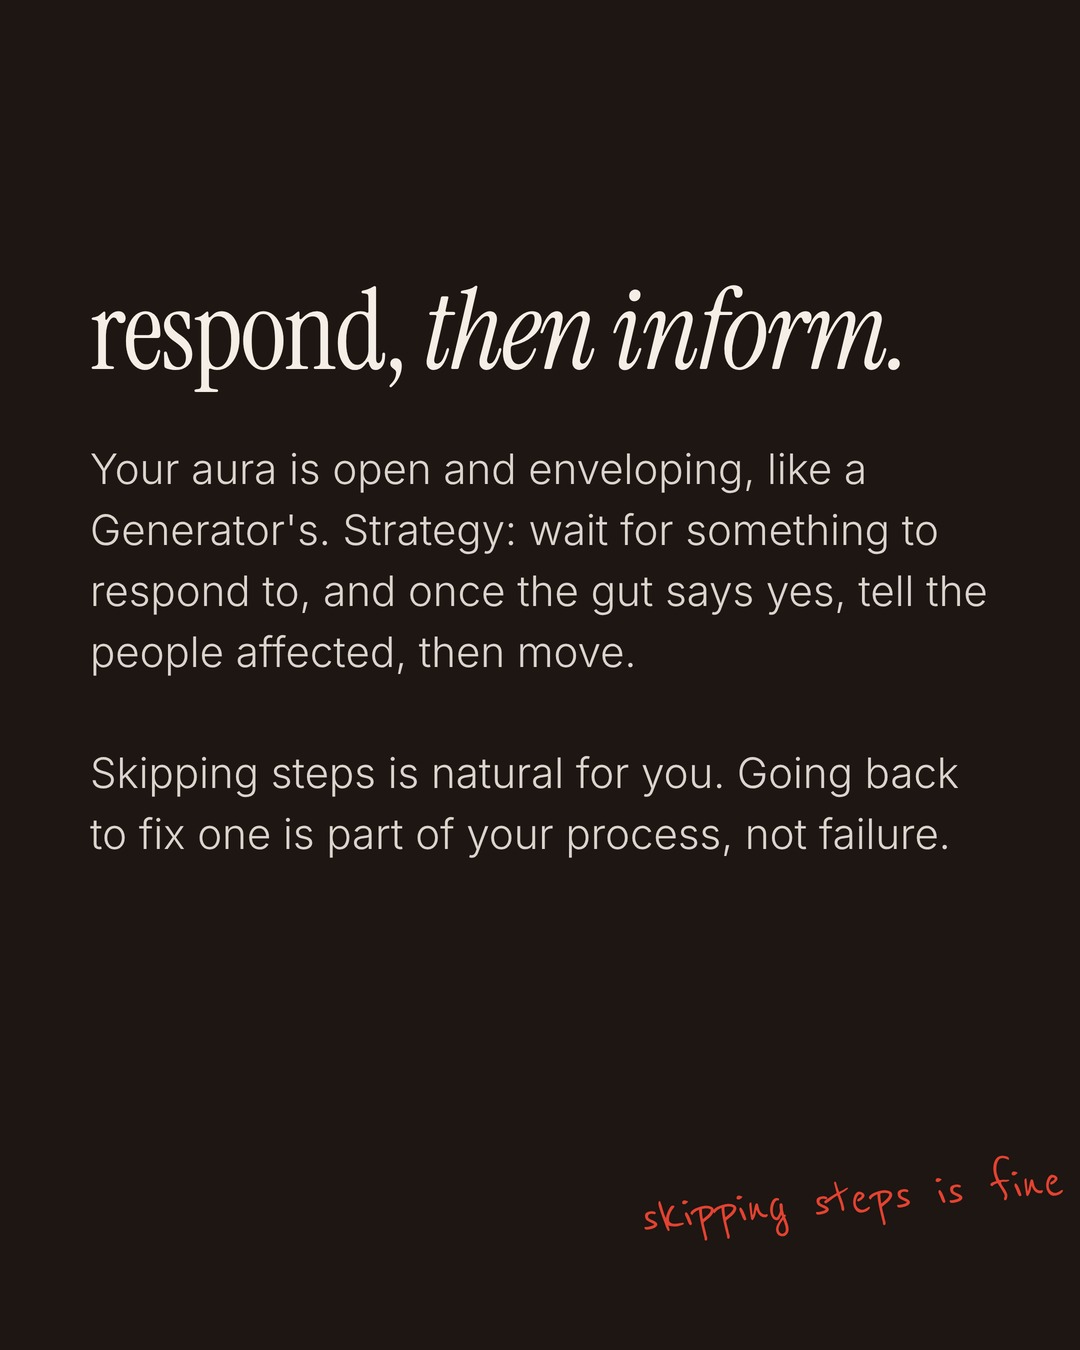 respond, then inform.
Your aura is open and enveloping, like a
Generator's. Strategy: wait for something to
respond to, and once the gut says yes, tell the
people affected, then move.
Skipping steps is natural for you. Going back
to fix one is part of your process, not failure.
skipping steps is fine